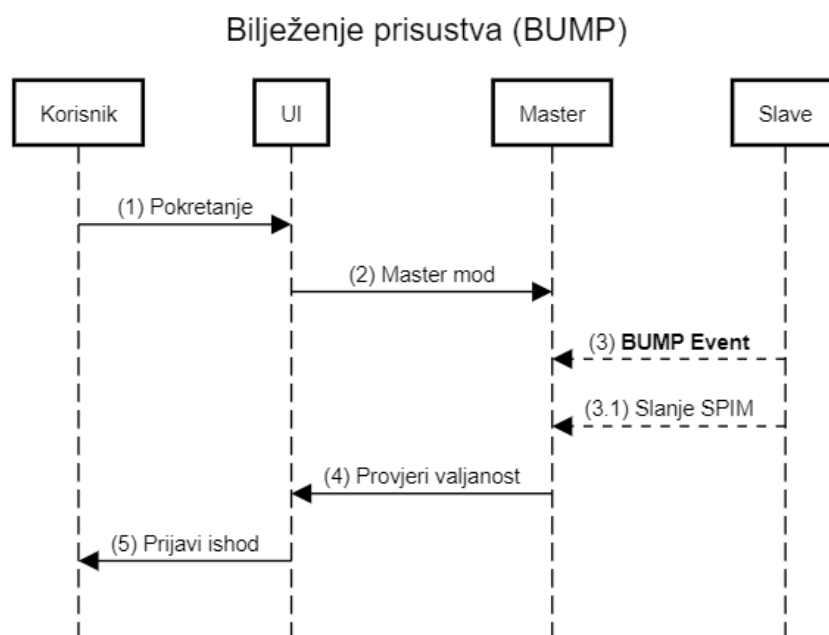 Bilježenje prisustva (BUMP)
Korisnik
UI
Master
Slave
(1) Pokretanje
(2) Master mod
(3) BUMP Event
(3.1) Slanje SPIM
(4) Provjeri valjanost
(5) Prijavi ishod